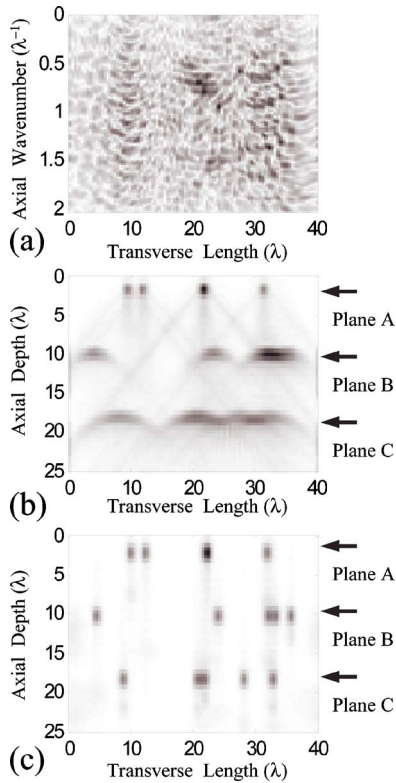 0
0.5
1
1.5
2
Axial Wavenumber (λ⁻¹)
0 10 20 30 40
Transverse Length (λ)
(a)
0
5
10
15
20
25
Axial Depth (λ)
Plane A
Plane B
Plane C
0 10 20 30 40
Transverse Length (λ)
(b)
0
5
10
15
20
25
Axial Depth (λ)
Plane A
Plane B
Plane C
0 10 20 30 40
Transverse Length (λ)
(c)